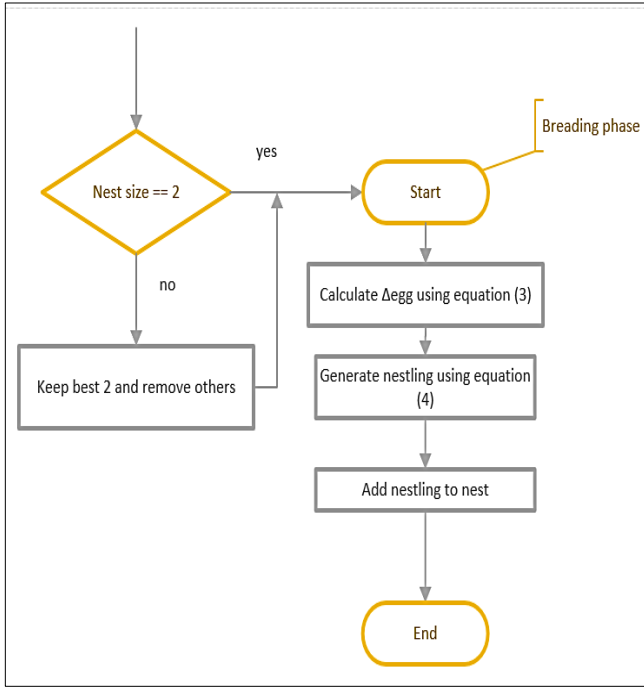 Breading phase
yes
Nest size == 2
Start
no
Calculate Δegg using equation (3)
Keep best 2 and remove others
Generate nestling using equation
(4)
Add nestling to nest
End